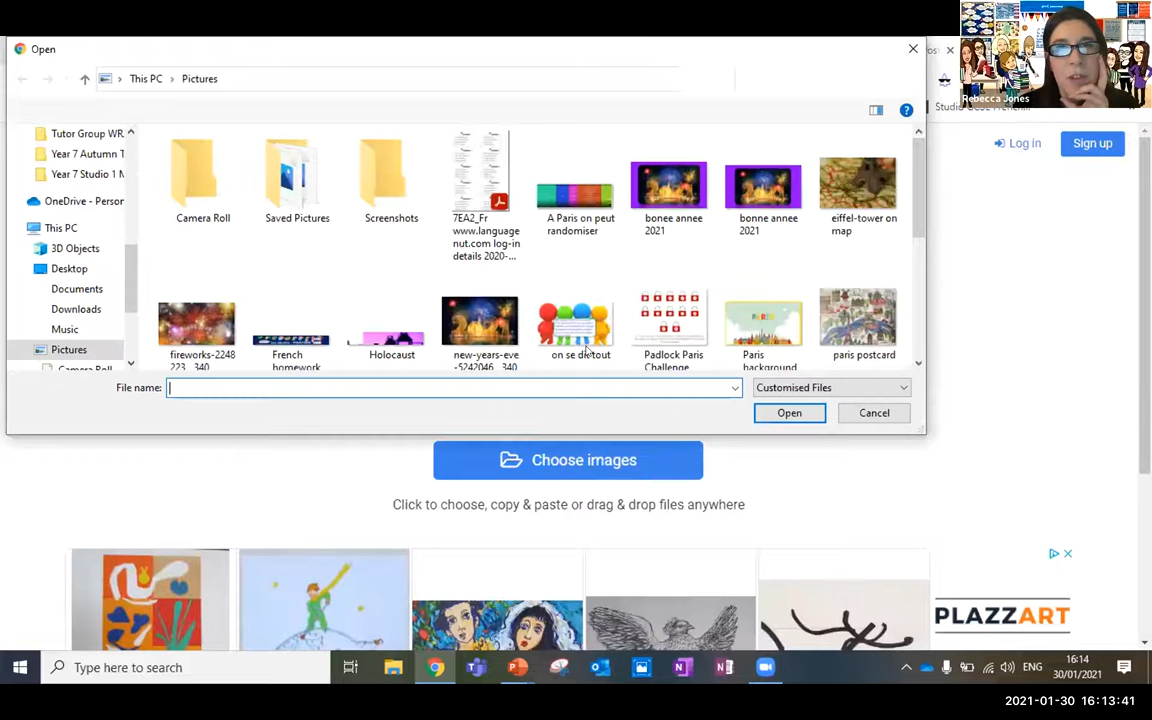 Open
This PC > Pictures
Rebecca Jones
Log in
Sign up
Tutor Group WR
Year 7 Autumn T
Year 7 Studio 1 M
OneDrive - Person
This PC
3D Objects
Desktop
Documents
Downloads
Music
Pictures
Camera Roll
Camera Roll
Saved Pictures
Screenshots
7EA2_Fr
www.language
nut.com log-in
details 2020-...
A Paris on peut
randomiser
bonee annee
2021
bonne annee
2021
eiffel-tower on
map
fireworks-2248
223__340
French
homework
Holocaust
new-years-eve
-5242046__340
on se dit tout
Padlock Paris
Challenge
PARIS
Paris
background
paris postcard
File name:
Customised Files
Open
Cancel
Choose images
Click to choose, copy & paste or drag & drop files anywhere
PLAZZART
Type here to search
ENG
16:14
30/01/2021
2021-01-30 16:13:41